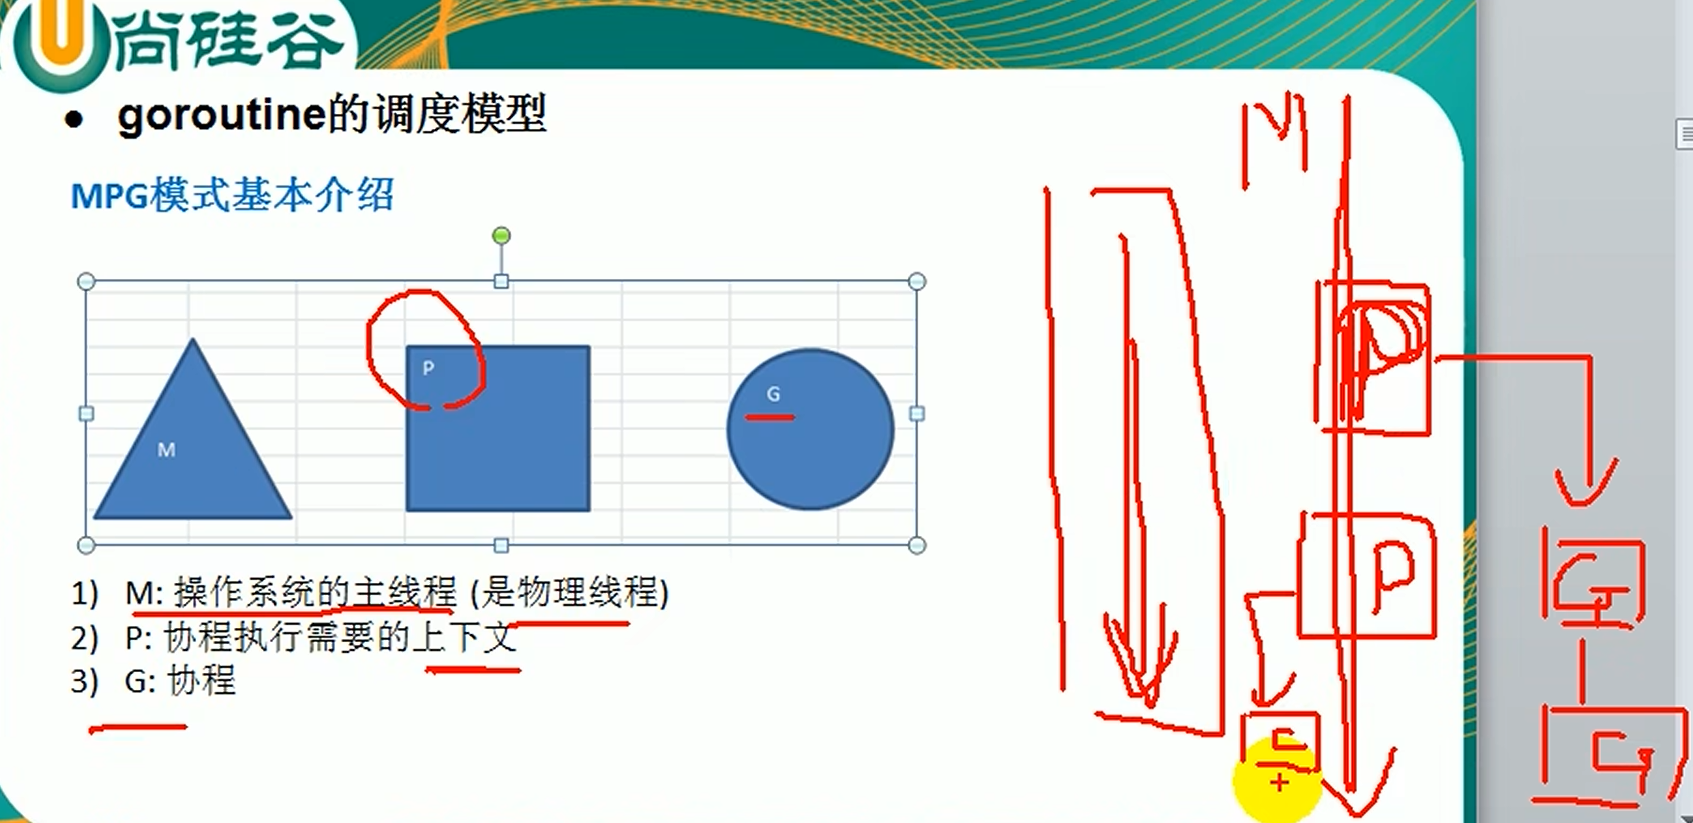 尚硅谷
● goroutine的调度模型
MPG模式基本介绍
M
P
G
1) M: 操作系统的主线程 (是物理线程)
2) P: 协程执行需要的上下文
3) G: 协程
M
P
P
G
G